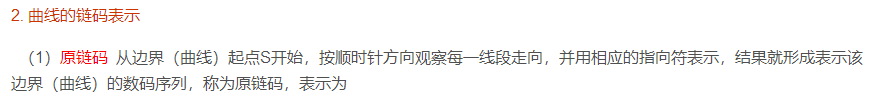 2. 曲线的链码表示
（1）原链码 从边界（曲线）起点S开始，按顺时针方向观察每一线段走向，并用相应的指向符表示，结果就形成表示该
边界（曲线）的数码序列，称为原链码，表示为